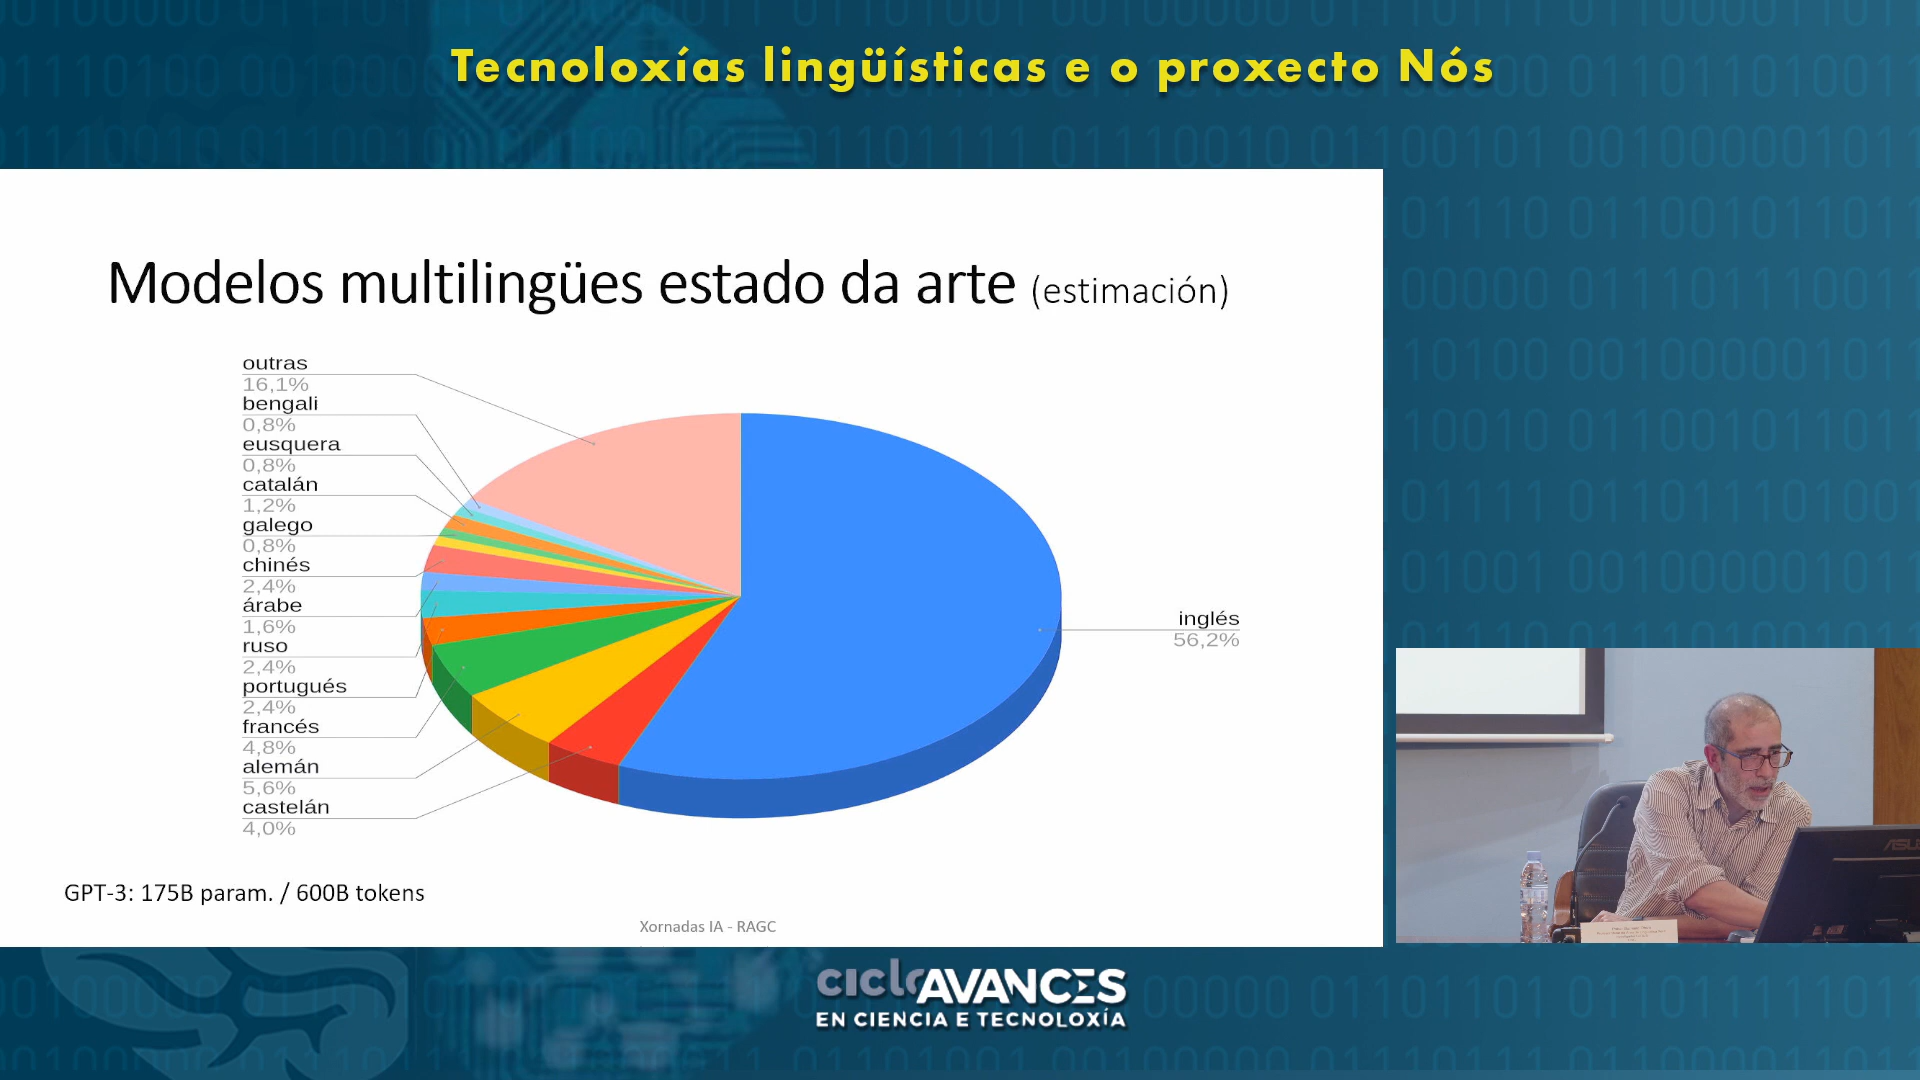 Tecnoloxías lingüísticas e o proxecto Nós
Modelos multilingües estado da arte (estimación)
outras
16,1%
bengali
0,8%
eusquera
0,8%
catalán
1,2%
galego
0,8%
chinés
2,4%
árabe
1,6%
ruso
2,4%
portugués
2,4%
francés
4,8%
alemán
5,6%
castelán
4,0%
inglés
56,2%
GPT-3: 175B param. / 600B tokens
Xornadas IA - RAGC
ciclo AVANCES
EN CIENCIA E TECNOLOXÍA